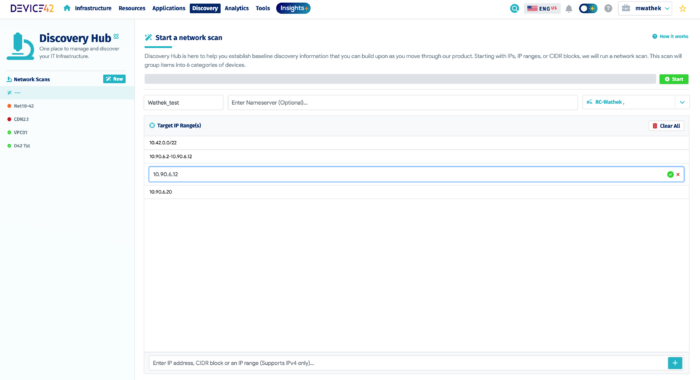 DEVICE42
Infrastructure
Resources
Applications
Discovery
Analytics
Tools
Insights+
ENG US
mwathek
Discovery Hub
One place to manage and discover
your IT Infrastructure.
Network Scans
New
---
Net10-42
CDN2.1
VPC01
D42 Tst
Start a network scan
How it works
Discovery Hub is here to help you establish baseline discovery information that you can build upon as you move through our product. Starting with IPs, IP ranges, or CIDR blocks, we will run a network scan. This scan will
group items into 6 categories of devices.
Start
Wathek_test
Enter Nameserver (Optional)...
RC-Wathek ,
Target IP Range(s)
Clear All
10.42.0.0/22
10.90.6.2-10.90.6.12
10.90.6.12
10.90.6.20
Enter IP address, CIDR block or an IP range (Supports IPv4 only)...